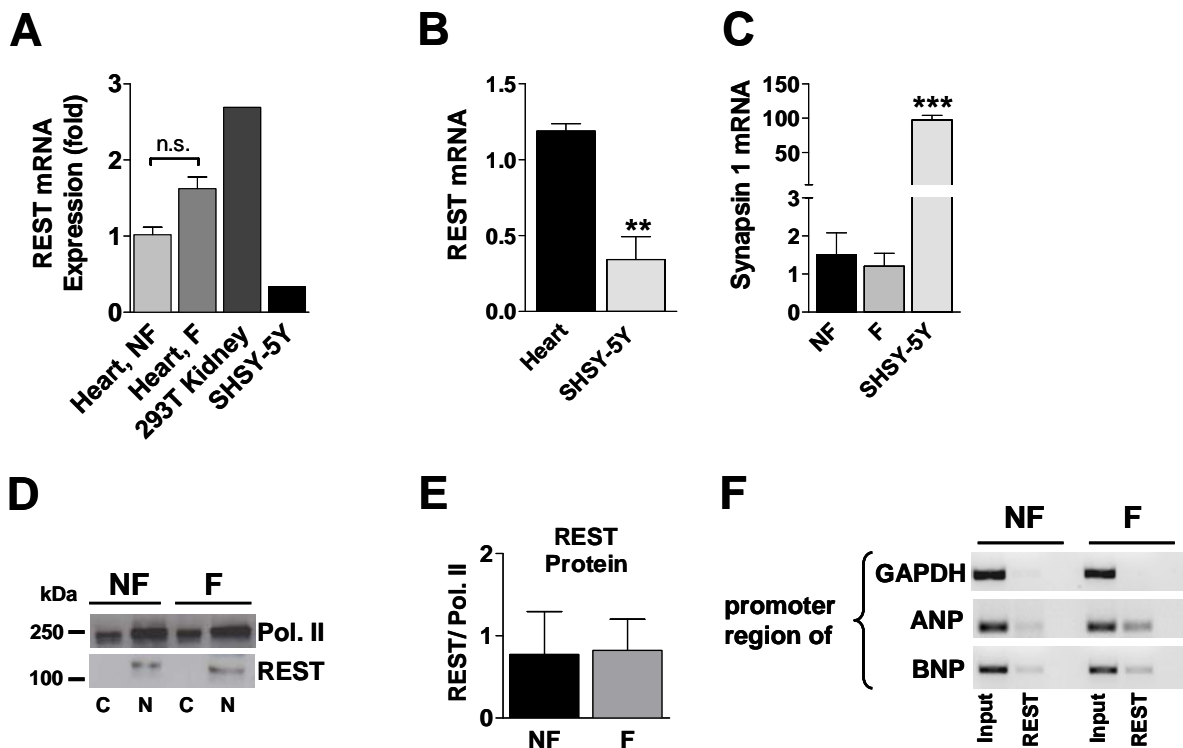 A
REST mRNA
Expression (fold)
3
2
1
0
n.s.
Heart, NF
Heart, F
293T Kidney
SHSY-5Y
B
REST mRNA
1.5
1.0
0.5
0.0
**
Heart
SHSY-5Y
C
Synapsin 1 mRNA
150
100
50
3
2
1
0
***
NF
F
SHSY-5Y
D
kDa
NF F
250 Pol. II
100 REST
C N C N
E
REST
Protein
REST/ Pol. II
2
1
0
NF F
F
NF F
promoter
region of
GAPDH
ANP
BNP
Input REST Input REST